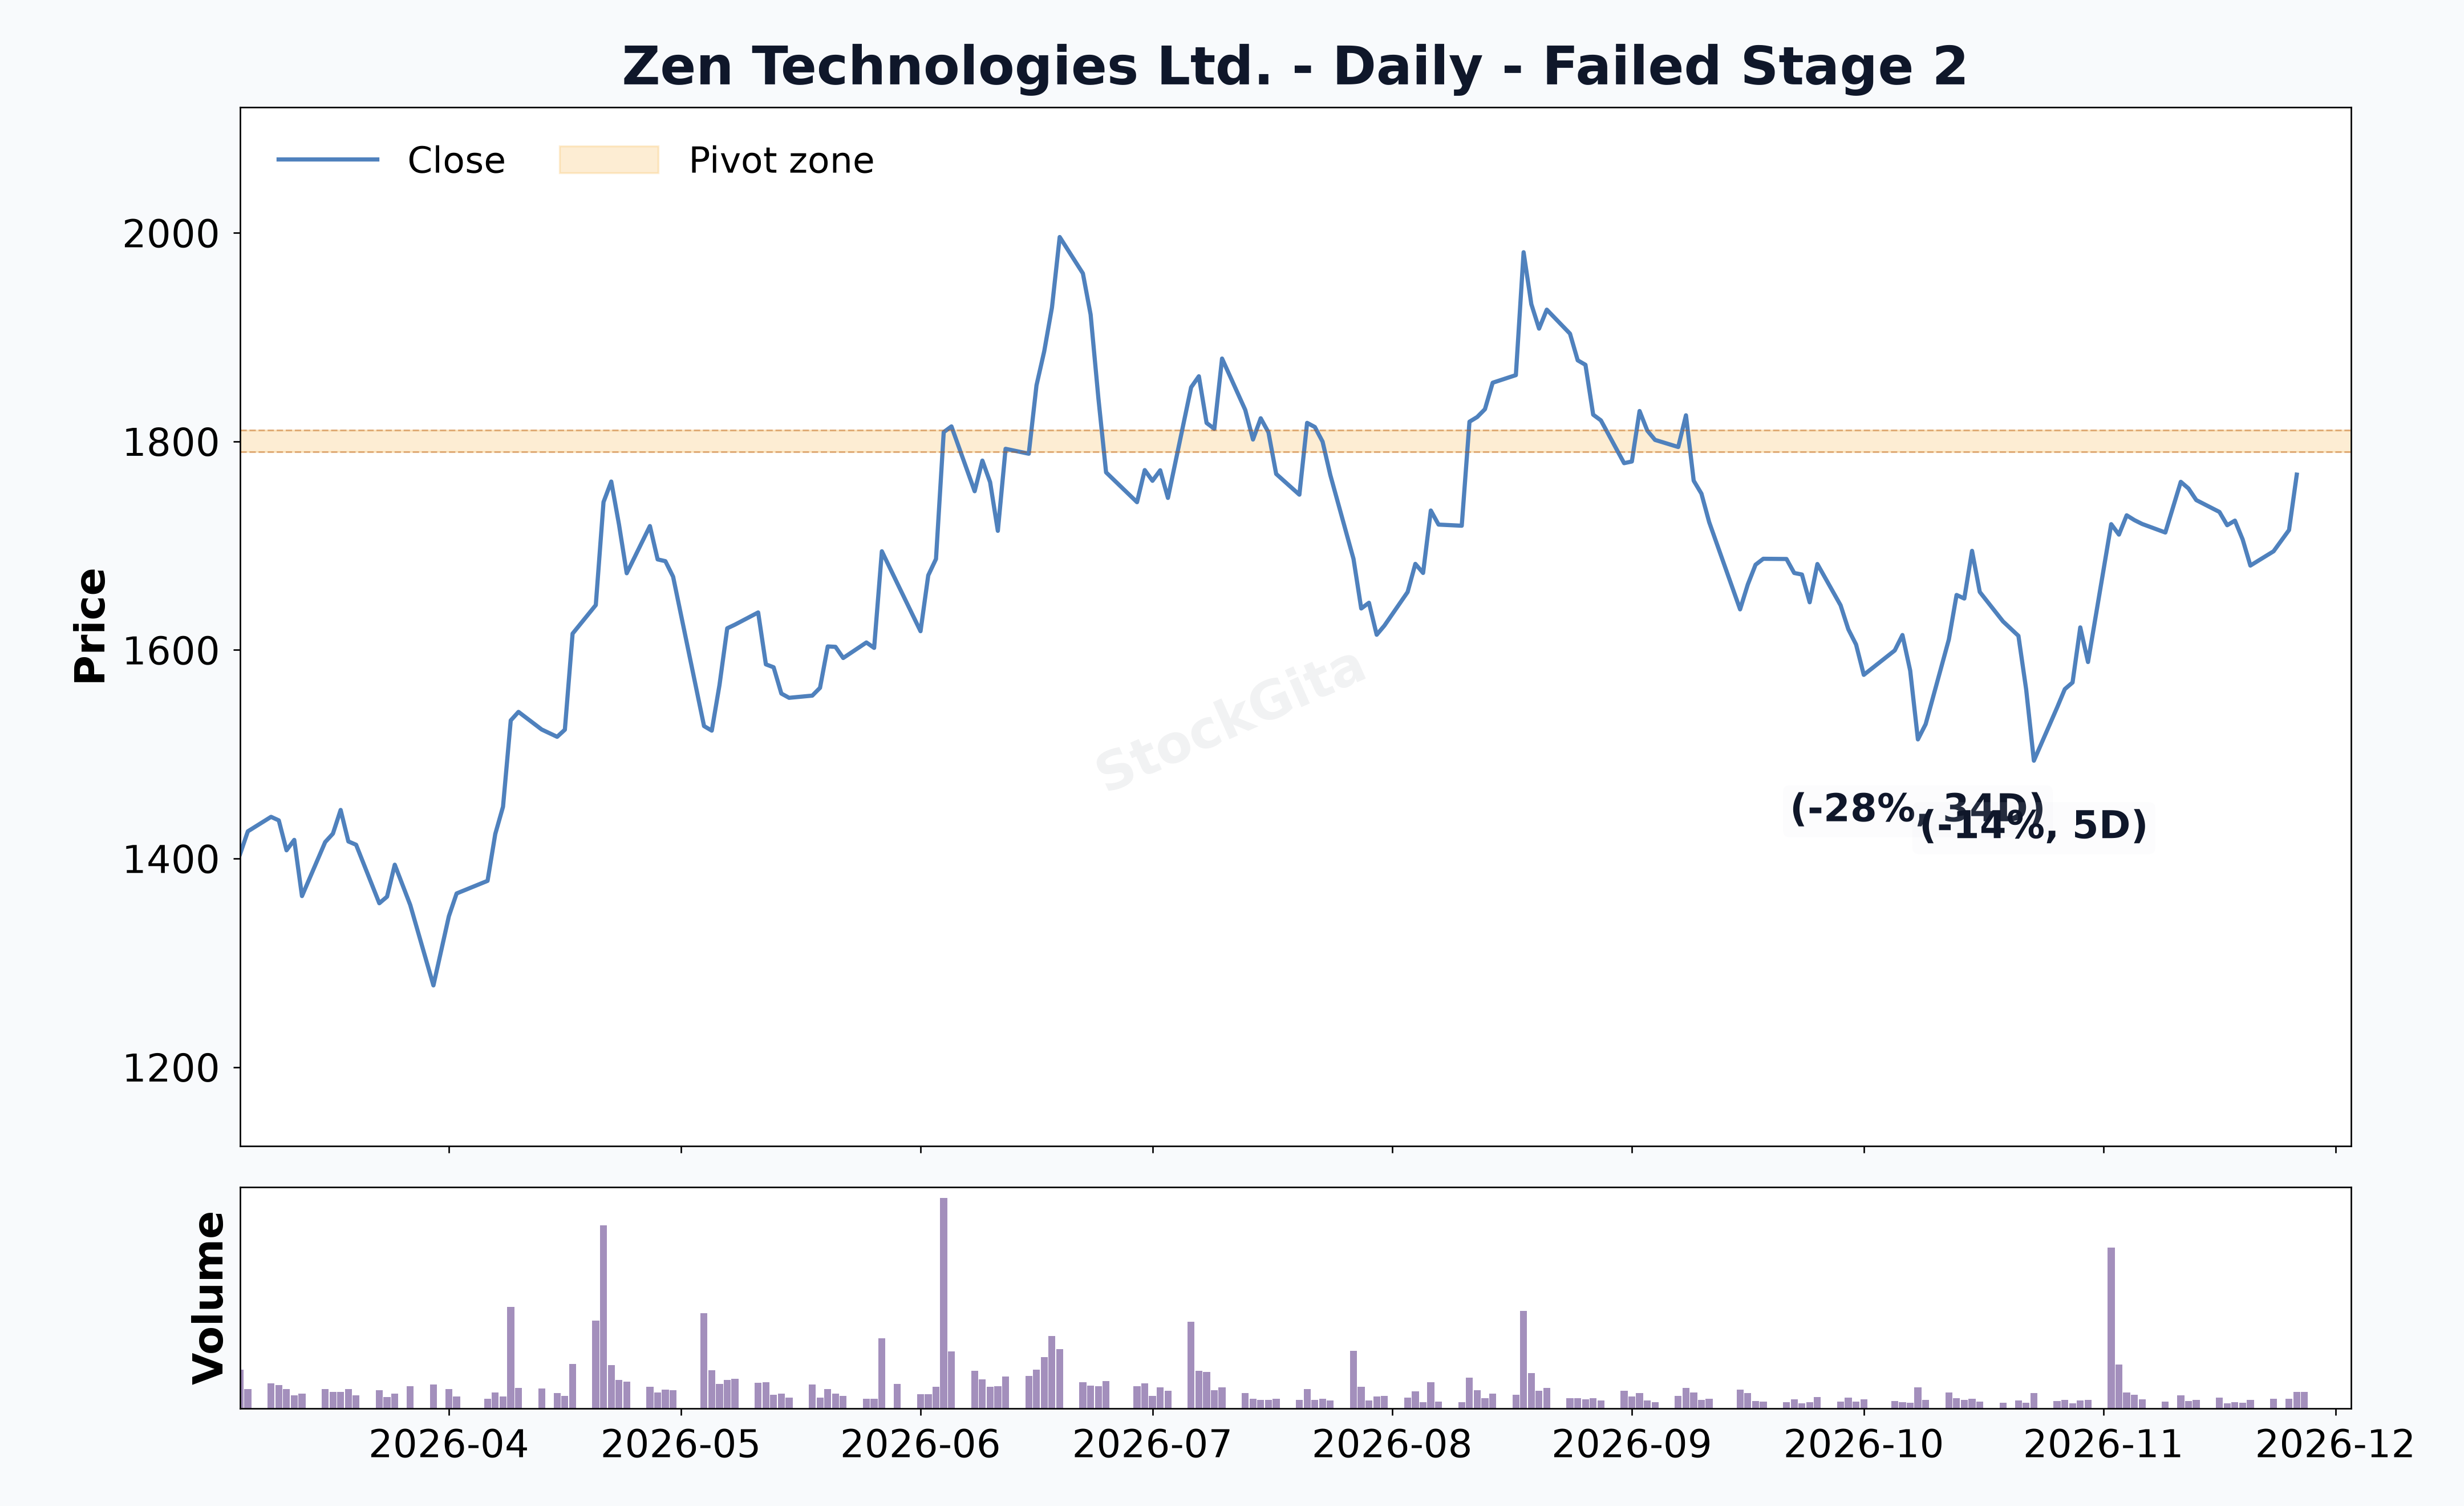 Zen Technologies Ltd. - Daily - Failed Stage 2
Close
Pivot zone
2000
1800
1600
1400
1200
Price
StockGita
(-28%, 34D)
(-14%, 5D)
Volume
2026-04
2026-05
2026-06
2026-07
2026-08
2026-09
2026-10
2026-11
2026-12